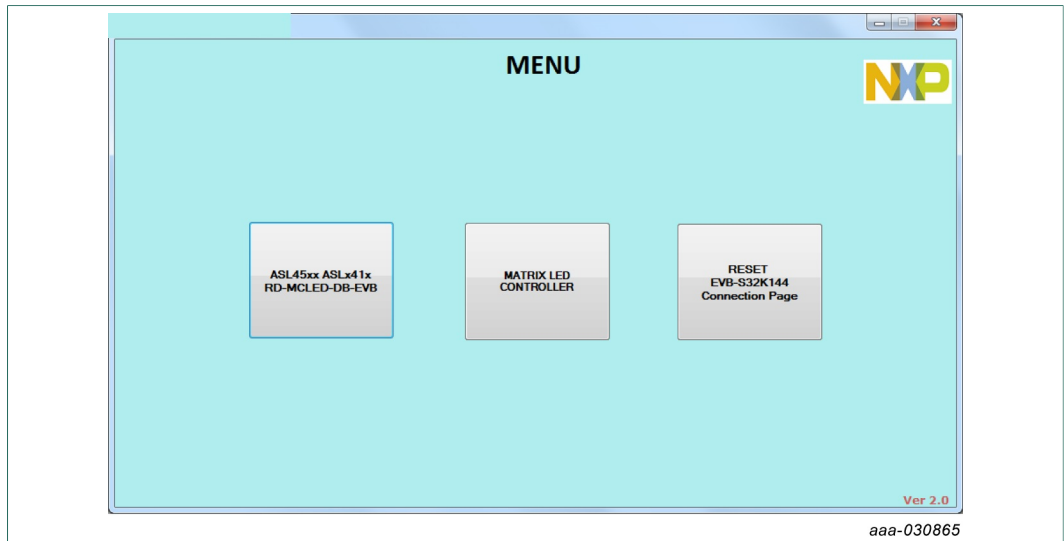 MENU
NXP
ASL45xx ASLx41x
RD-MCLED-DB-EVB
MATRIX LED
CONTROLLER
RESET
EVB-S32K144
Connection Page
Ver 2.0
aaa-030865